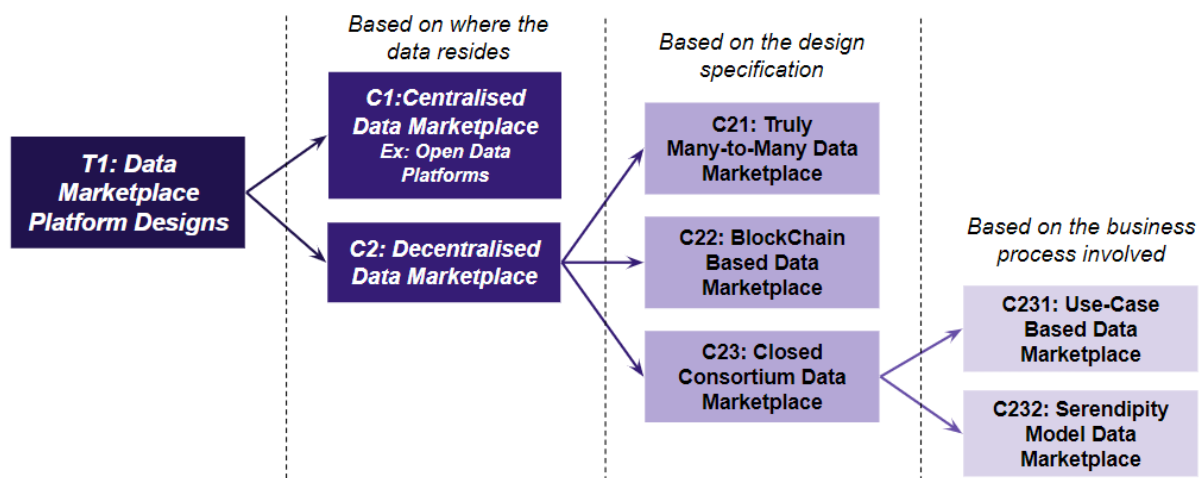 Based on where the
data resides
Based on the design
specification
Based on the business
process involved
T1: Data
Marketplace
Platform Designs
C1:Centralised
Data Marketplace
Ex: Open Data
Platforms
C2: Decentralised
Data Marketplace
C21: Truly
Many-to-Many Data
Marketplace
C22: BlockChain
Based Data
Marketplace
C23: Closed
Consortium Data
Marketplace
C231: Use-Case
Based Data
Marketplace
C232: Serendipity
Model Data
Marketplace